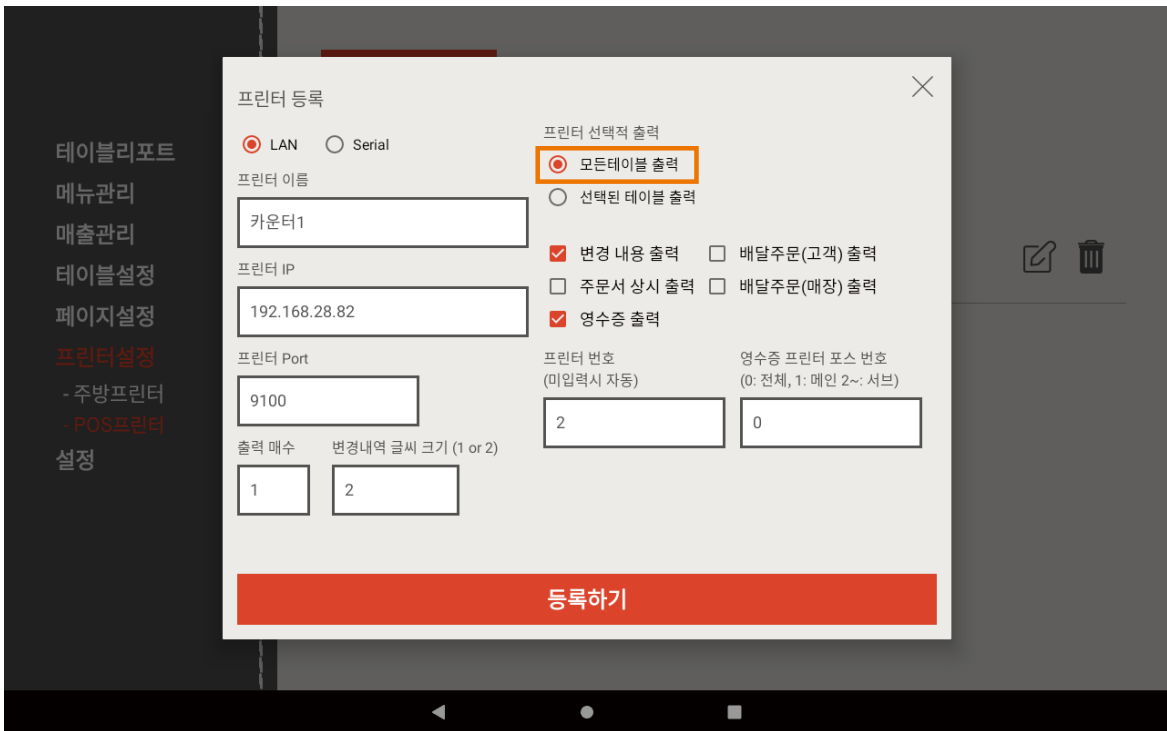 테이블리포트
메뉴관리
매출관리
테이블설정
페이지설정
프린터설정
- 주방프린터
- POS프린터
설정
프린터 등록
LAN Serial
프린터 이름
카운터1
프린터 IP
192.168.28.82
프린터 Port
9100
출력 매수 변경내역 글씨 크기 (1 or 2)
1 2
프린터 선택적 출력
모든테이블 출력
선택된 테이블 출력
변경 내용 출력 배달주문(고객) 출력
주문서 상시 출력 배달주문(매장) 출력
영수증 출력
프린터 번호 영수증 프린터 포스 번호
(미입력시 자동) (0: 전체, 1: 메인 2~: 서브)
2 0
등록하기